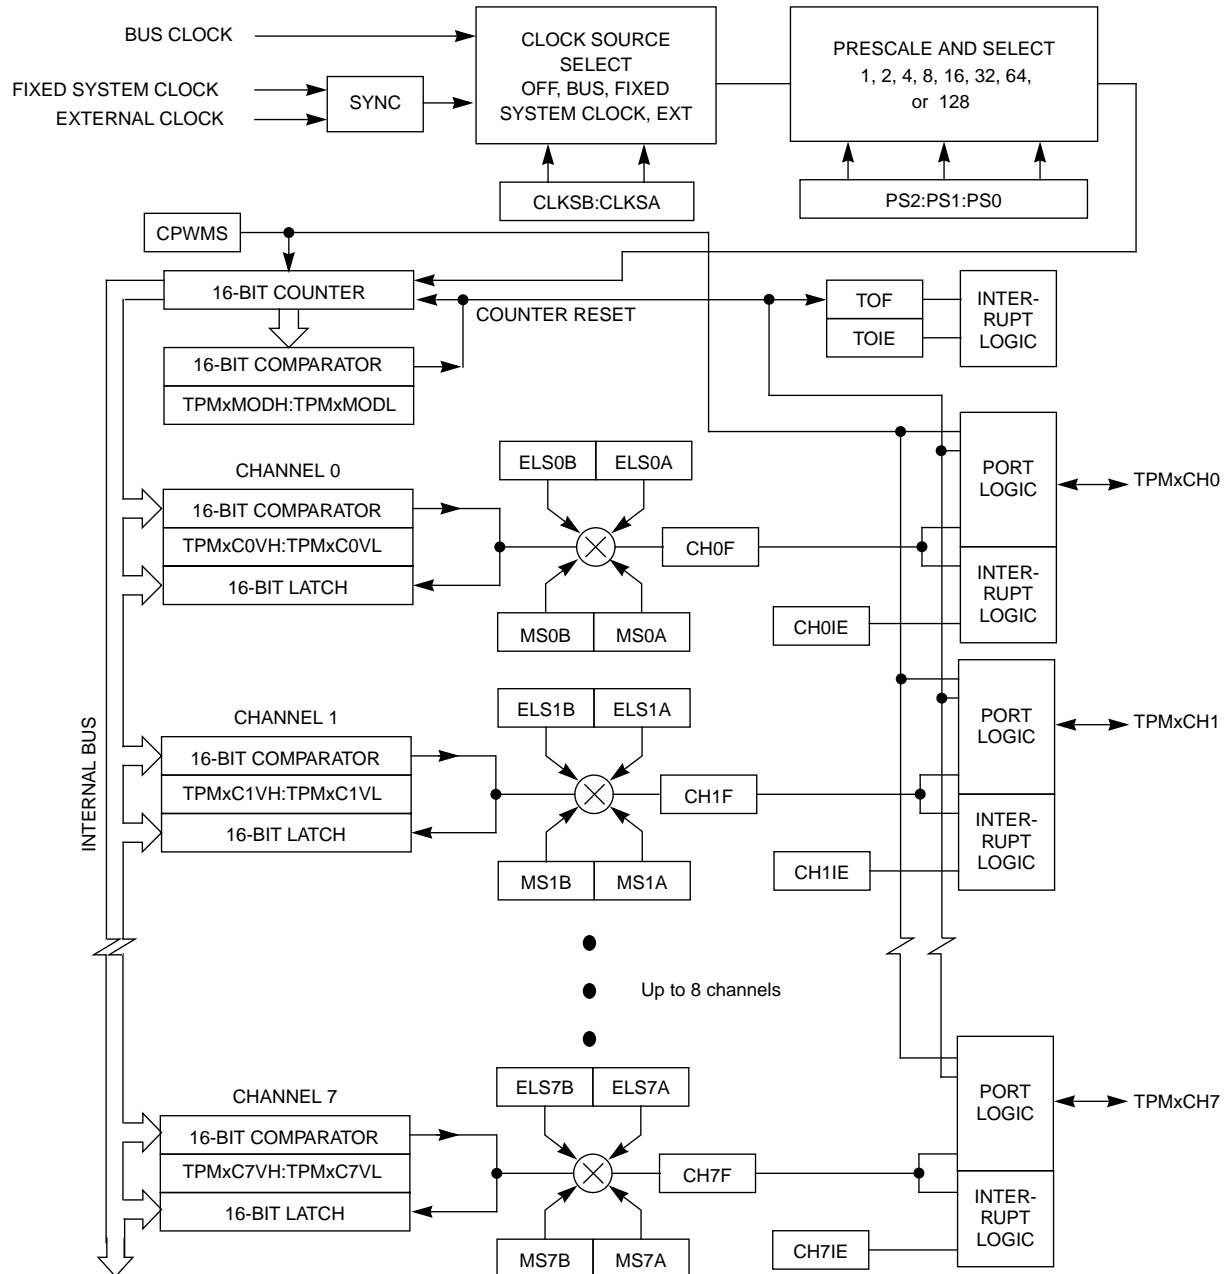 BUS CLOCK
FIXED SYSTEM CLOCK
EXTERNAL CLOCK
SYNC
CLOCK SOURCE
SELECT
OFF, BUS, FIXED
SYSTEM CLOCK, EXT
PRESCALE AND SELECT
1, 2, 4, 8, 16, 32, 64,
or 128
CLKSB:CLKSA
PS2:PS1:PS0
CPWMS
16-BIT COUNTER
COUNTER RESET
TOF
TOIE
INTER-
RUPT
LOGIC
16-BIT COMPARATOR
TPMxMODH:TPMxMODL
CHANNEL 0
16-BIT COMPARATOR
TPMxC0VH:TPMxC0VL
16-BIT LATCH
ELS0B
ELS0A
MS0B
MS0A
CH0F
CH0IE
PORT
LOGIC
INTER-
RUPT
LOGIC
TPMxCH0
INTERNAL BUS
CHANNEL 1
16-BIT COMPARATOR
TPMxC1VH:TPMxC1VL
16-BIT LATCH
ELS1B
ELS1A
MS1B
MS1A
CH1F
CH1IE
PORT
LOGIC
INTER-
RUPT
LOGIC
TPMxCH1
Up to 8 channels
CHANNEL 7
16-BIT COMPARATOR
TPMxC7VH:TPMxC7VL
16-BIT LATCH
ELS7B
ELS7A
MS7B
MS7A
CH7F
CH7IE
PORT
LOGIC
INTER-
RUPT
LOGIC
TPMxCH7